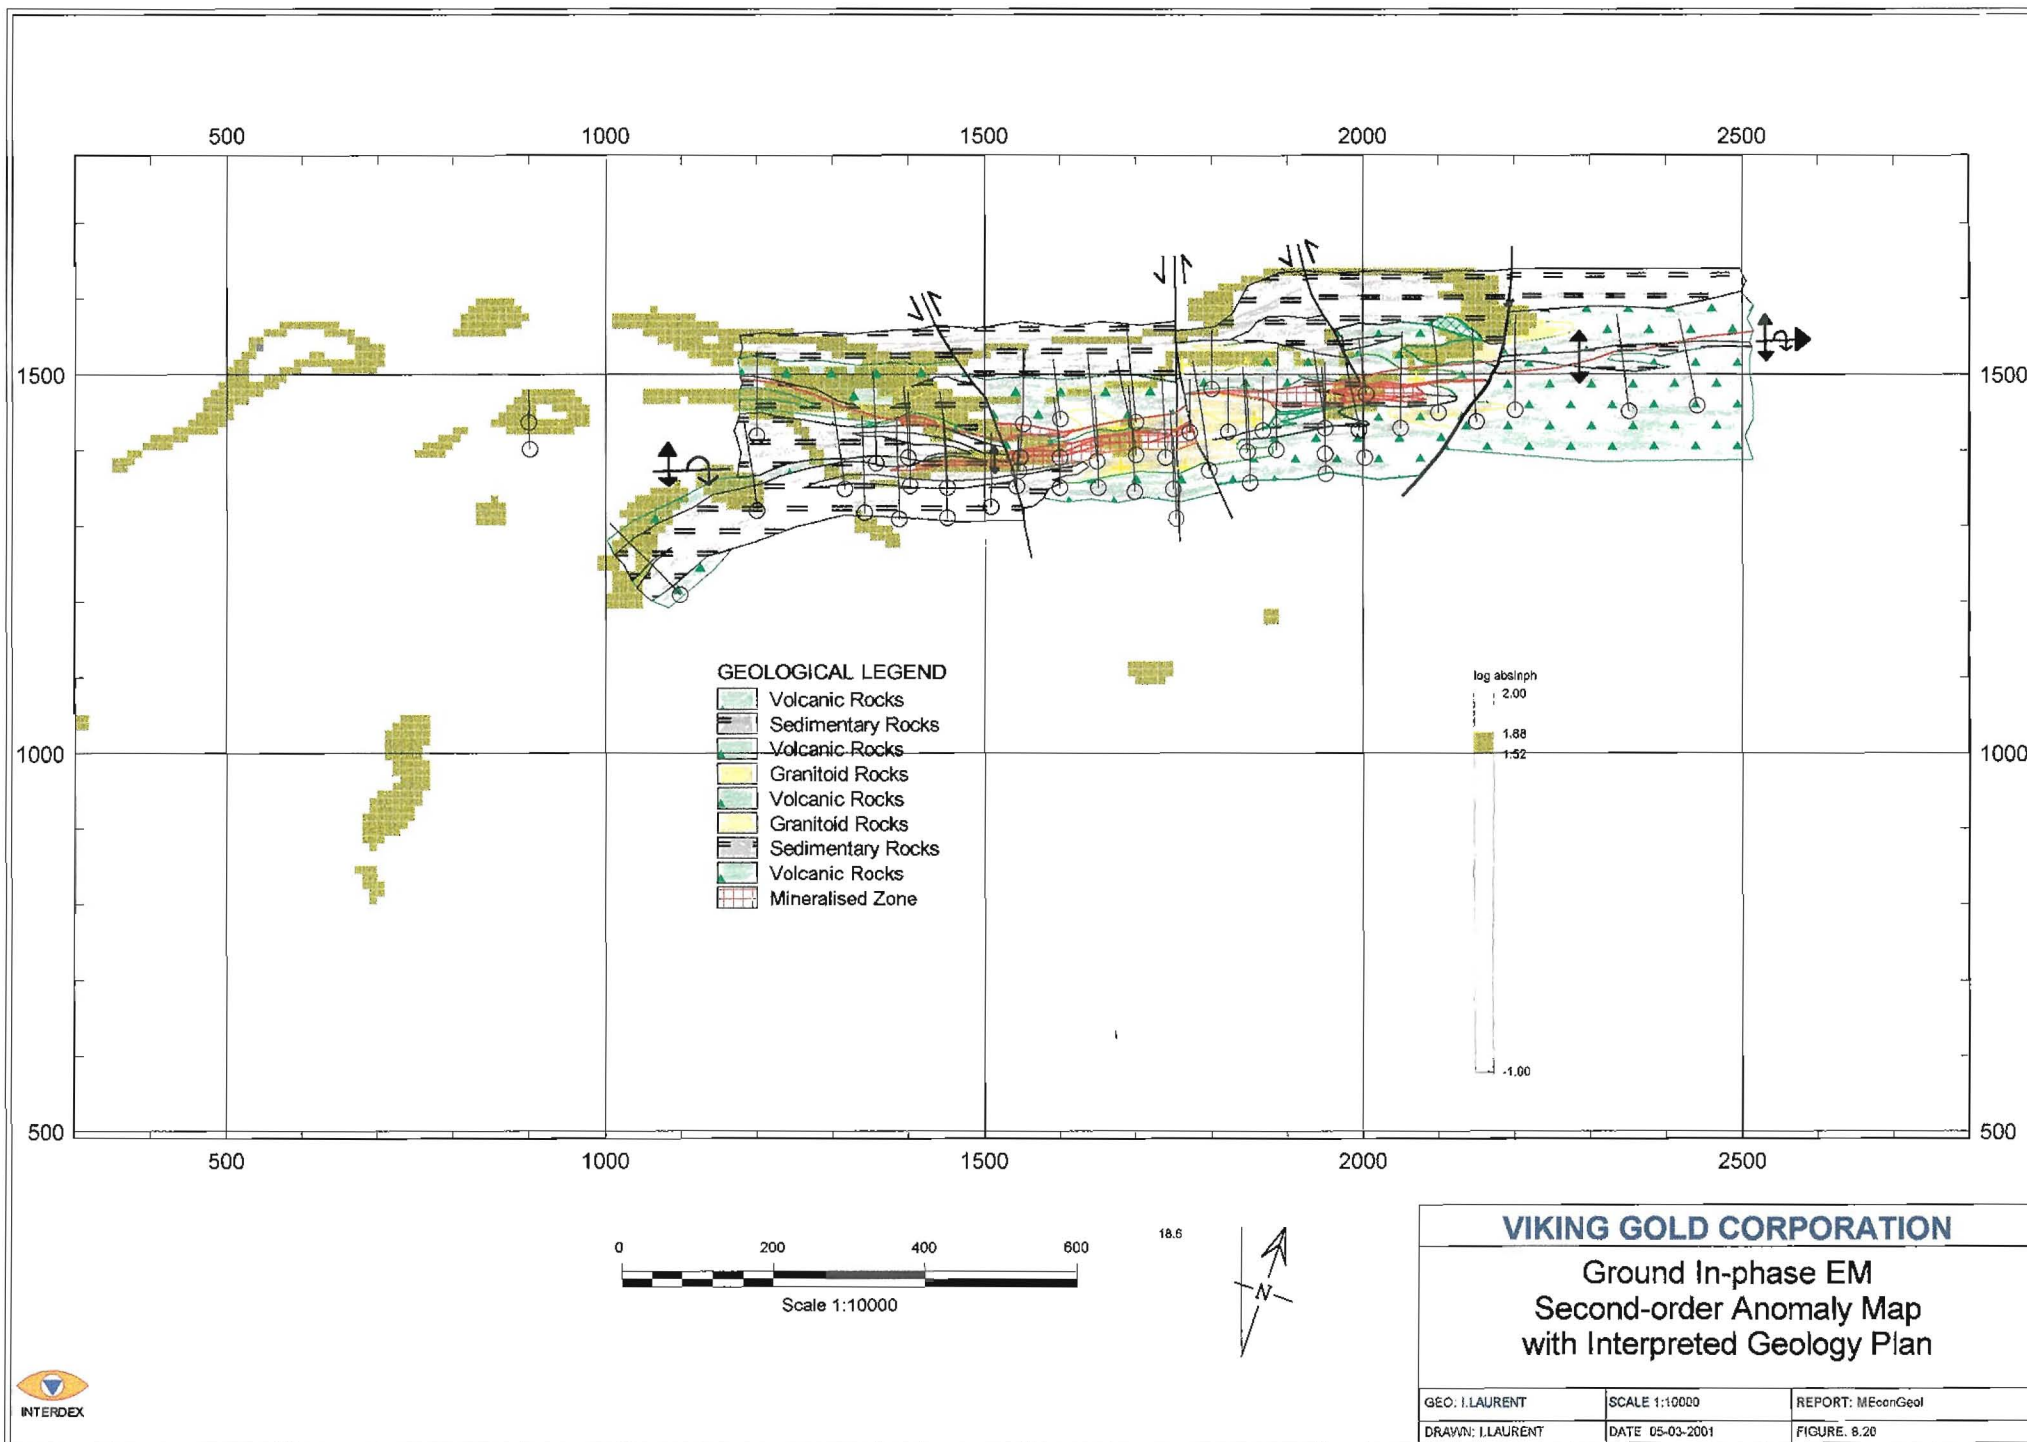 500 1000 1500 2000 2500
1500 1500
GEOLOGICAL LEGEND
Volcanic Rocks
Sedimentary Rocks
Volcanic Rocks
Granitoid Rocks
Volcanic Rocks
Granitoid Rocks
Sedimentary Rocks
Volcanic Rocks
Mineralised Zone
log absinph
2.00
1.88
1.52
-1.00
1000 1000
500 500
500 1000 1500 2000 2500
0 200 400 600
Scale 1:10000
18.6
N
VIKING GOLD CORPORATION
Ground In-phase EM
Second-order Anomaly Map
with Interpreted Geology Plan
GEO: I.LAURENT SCALE 1:10000 REPORT: MEconGeol
DRAWN: I.LAURENT DATE 05-03-2001 FIGURE. 8.20
INTERDEX